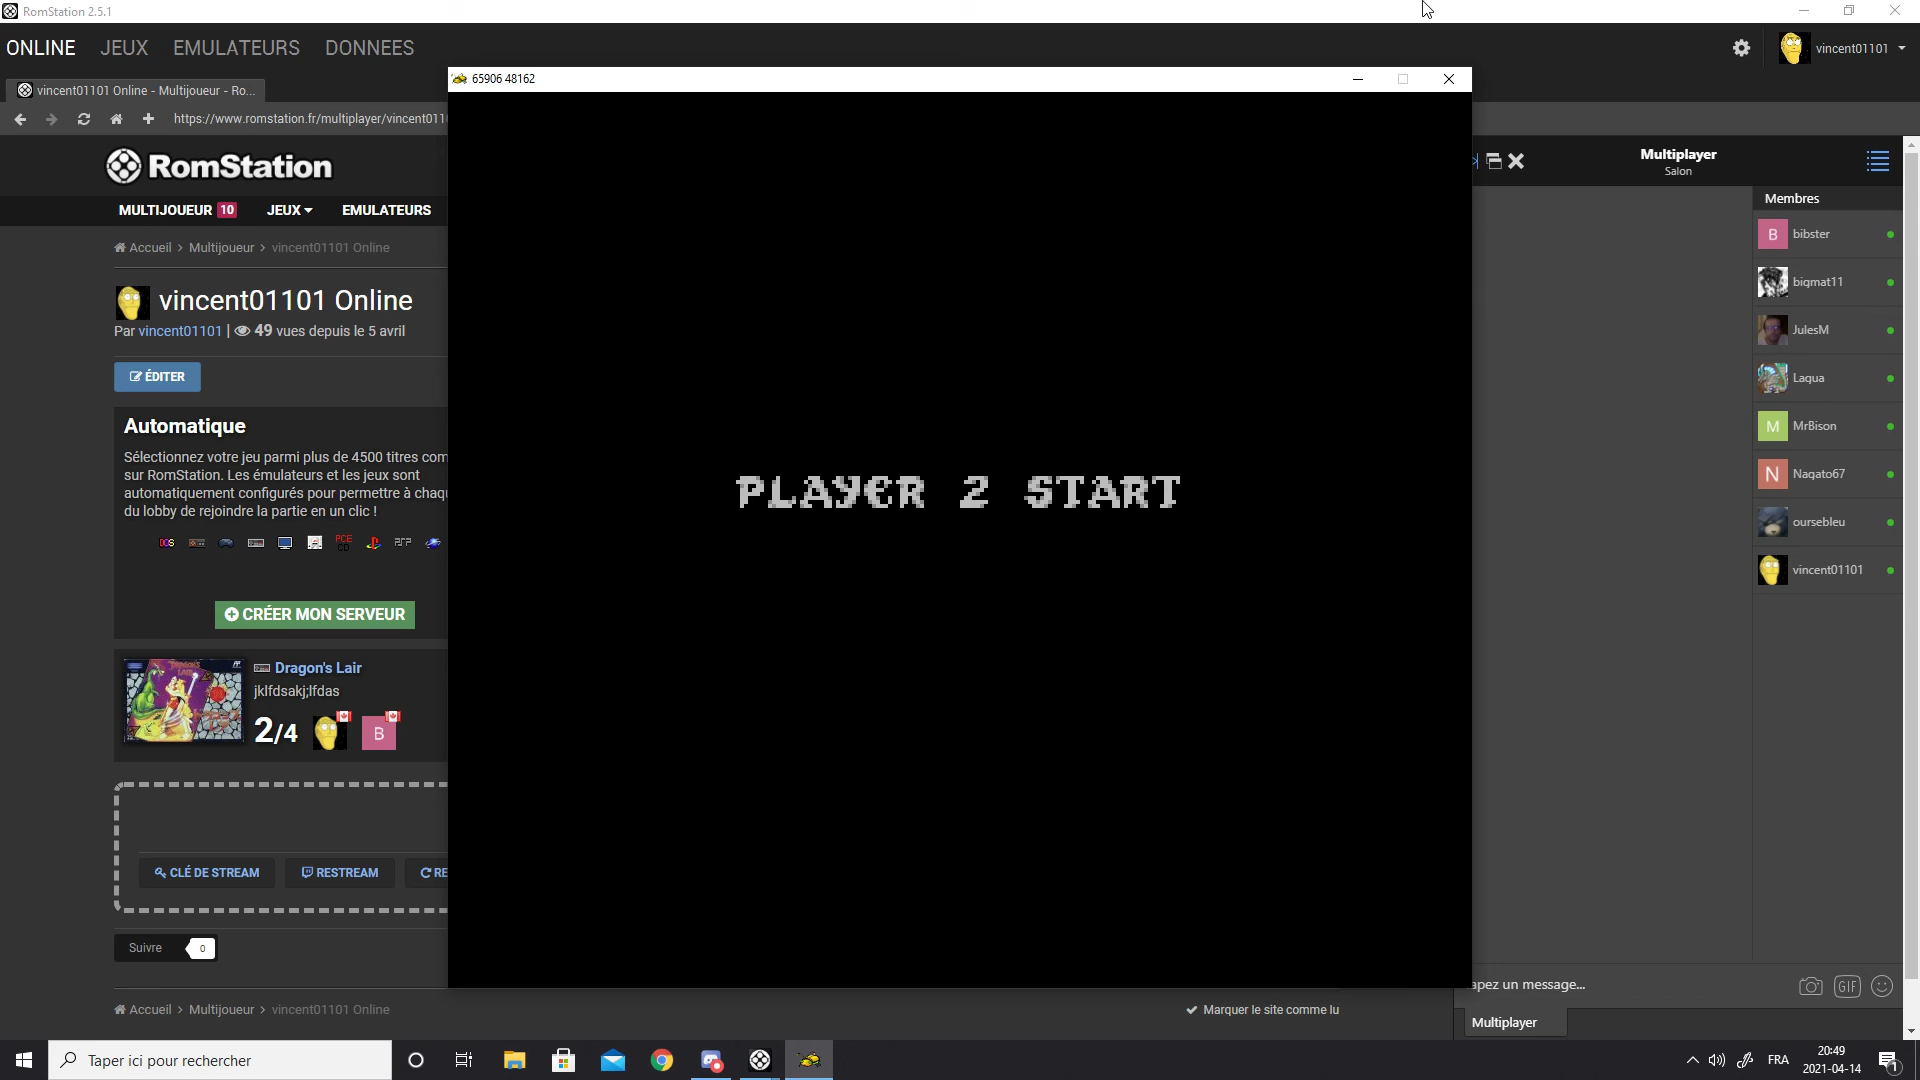 RomStation 2.5.1
ONLINE JEUX EMULATEURS DONNEES
vincent01101
vincent01101 Online - Multijoueur - Ro...
65906 48162
https://www.romstation.fr/multiplayer/vincent011
RomStation
Multiplayer
Salon
MULTIJOUEUR 10 JEUX EMULATEURS
Membres
Accueil > Multijoueur > vincent01101 Online
bibster
bigmat11
vincent01101 Online
Par vincent01101 | 49 vues depuis le 5 avril
JulesM
ÉDITER
Laqua
Automatique
M MrBison
Sélectionnez votre jeu parmi plus de 4500 titres com
sur RomStation. Les émulateurs et les jeux sont
automatiquement configurés pour permettre à chaqu
du lobby de rejoindre la partie en un clic !
N Nagato67
PLAYER 2 START
oursebleu
vincent01101
CRÉER MON SERVEUR
Dragon's Lair
jklfdsakj;lfdas
2/4 B
CLÉ DE STREAM RESTREAM RE
Suivre 0
apez un message...
GIF
Accueil > Multijoueur > vincent01101 Online
Marquer le site comme lu
Multiplayer
Taper ici pour rechercher
FRA
20:49
2021-04-14
1